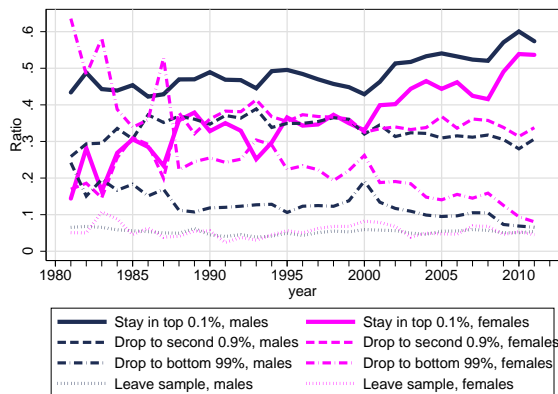 .6
.5
.4
.3
.2
.1
0
Ratio
1980 1985 1990 1995 2000 2005 2010
year
Stay in top 0.1%, males Stay in top 0.1%, females
Drop to second 0.9%, males Drop to second 0.9%, females
Drop to bottom 99%, males Drop to bottom 99%, females
Leave sample, males Leave sample, females